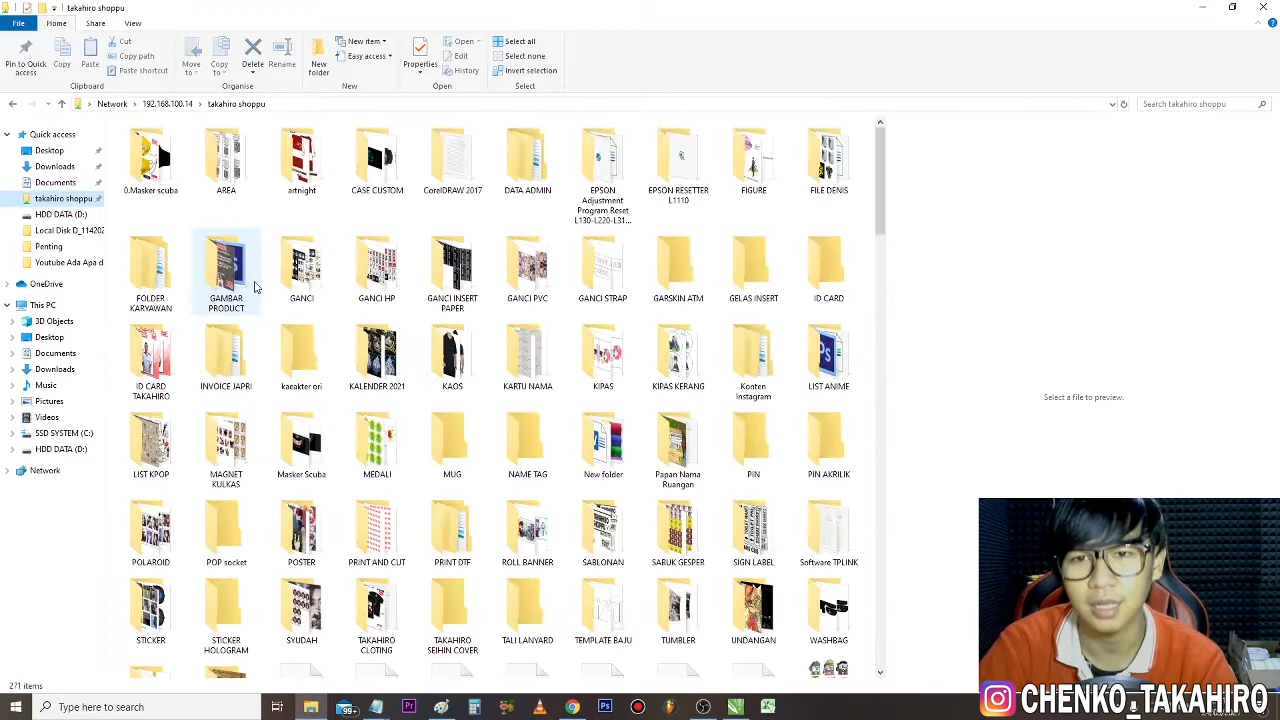 takahiro shoppu
File
Home
Share
View
Pin to Quick access
Copy
Paste
Cut
Copy path
Paste shortcut
Move to
Copy to
Delete
Rename
New folder
New item
Easy access
Properties
Open
Edit
History
Select all
Select none
Invert selection
Clipboard
Organise
New
Open
Select
Network > 192.168.100.14 > takahiro shoppu
Search takahiro shoppu
Quick access
Desktop
Downloads
Documents
takahiro shoppu
HDD DATA (D:)
Local Disk D_114202
Penting
Youtube Ada Apa d
OneDrive
This PC
3D Objects
Desktop
Documents
Downloads
Music
Pictures
Videos
SSD SYSTEM (C:)
HDD DATA (D:)
Network
0.Masker scuba
AREA
artnight
CASE CUSTOM
CorelDRAW 2017
DATA ADMIN
EPSON Adjustment Program Reset L130-L220-L31...
EPSON RESETTER L1110
FIGURE
FILE DENIS
FOLDER KARYAWAN
GAMBAR PRODUCT
GANCI
GANCI HP
GANCI INSERT PAPER
GANCI PVC
GANCI STRAP
GARSKIN ATM
GELAS INSERT
ID CARD
ID CARD TAKAHIRO
INVOICE JAPRI
kaeakter ori
KALENDER 2021
KAOS
KARTU NAMA
KIPAS
KIPAS KERANG
Konten Instagram
LIST ANIME
LIST KPOP
MAGNET KULKAS
Masker Scuba
MEDALI
MUG
NAME TAG
New folder
Papan Nama Ruangan
PIN
PIN AKRILIK
POLAROID
POP socket
POSTER
PRINT AND CUT
PRINT DTF
ROLL BANNER
SABLONAN
SABUK GESPER
SIGN LABEL
Software TPLINK
STICKER
STICKER HOLOGRAM
SYUDAH
TAKAHIRO CLOTING
TAKAHIRO SEIHIN COVER
TALI LANYARD
TEMPLATE BAJU
TUMBLER
UNDANGAN
WASHBAG
Select a file to preview.
271 items
Type here to search
99+
CHENKO_TAKAHIRO